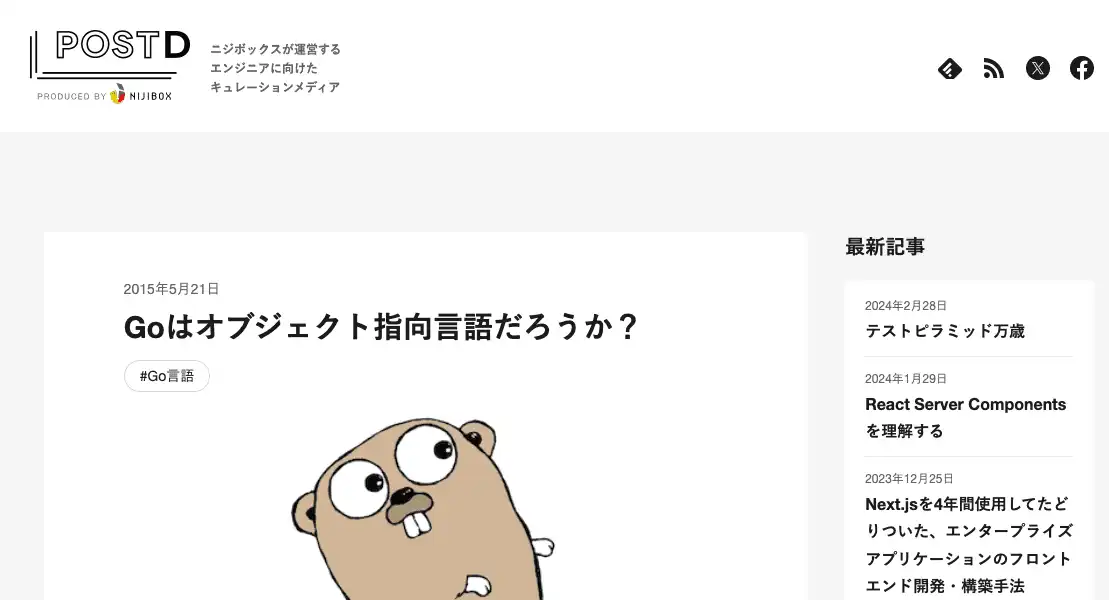 POSTD
PRODUCED BY NIJIBOX
ニジボックスが運営する
エンジニアに向けた
キュレーションメディア
2015年5月21日
Goはオブジェクト指向言語だろうか？
#Go言語
最新記事
2024年2月28日
テストピラミッド万歳
2024年1月29日
React Server Components
を理解する
2023年12月25日
Next.jsを4年間使用してたど
りついた、エンタープライズ
アプリケーションのフロント
エンド開発・構築手法